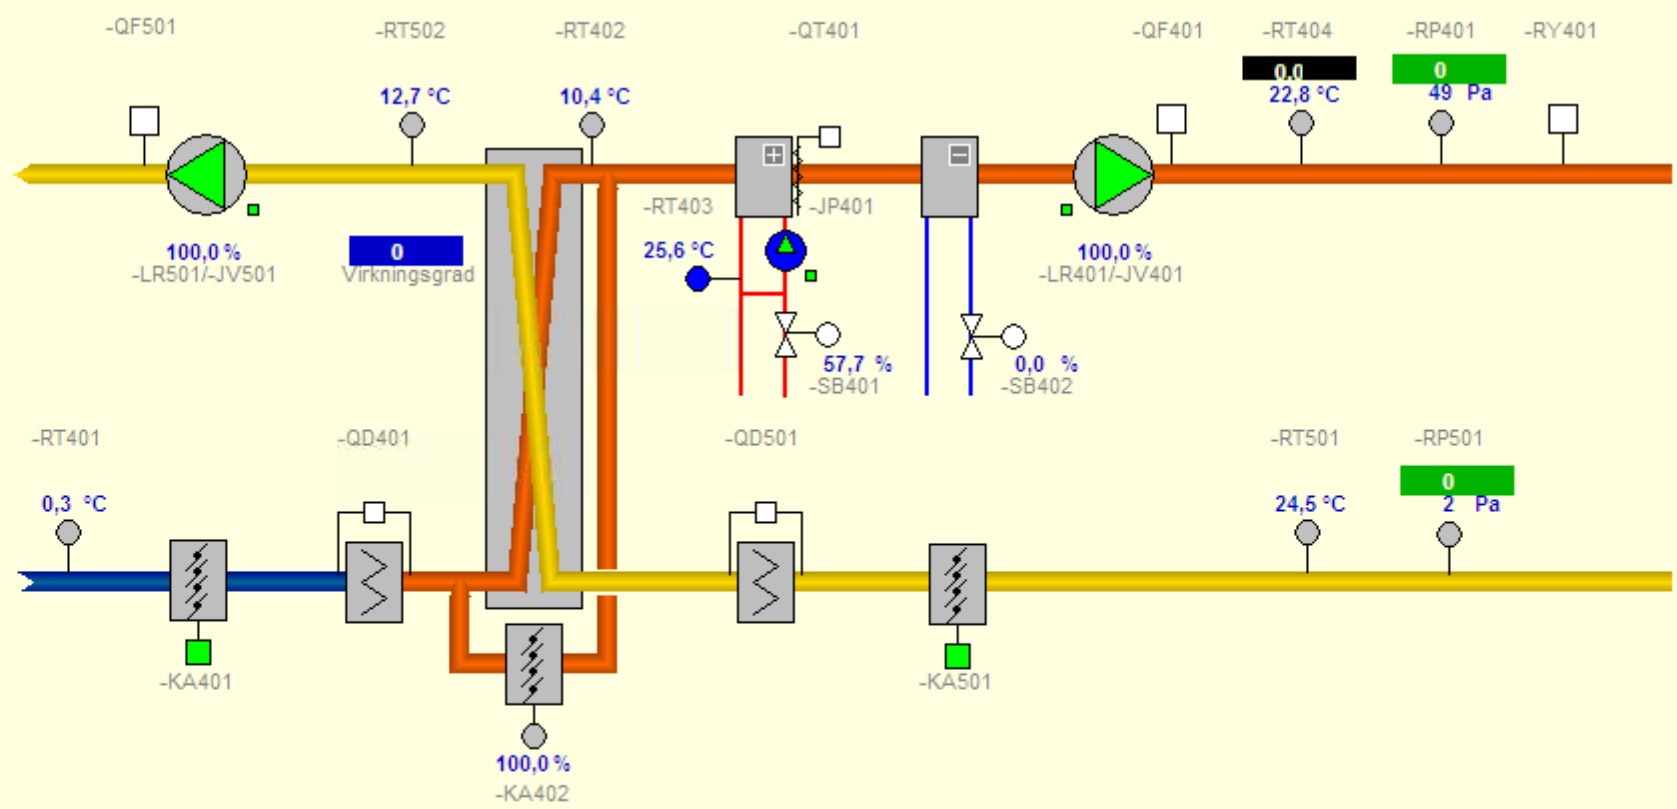 -QF501
-RT502
-RT402
-QT401
-QF401
-RT404
-RP401
-RY401
0,0
0
12,7 °C
10,4 °C
22,8 °C
49 Pa
-RT403
-JP401
100,0 %
0
25,6 °C
100,0 %
-LR501/-JV501
Virkningsgrad
-LR401/-JV401
57,7 %
0,0 %
-SB401
-SB402
-RT401
-QD401
-QD501
-RT501
-RP501
0
0,3 °C
24,5 °C
2 Pa
-KA401
-KA501
100,0 %
-KA402